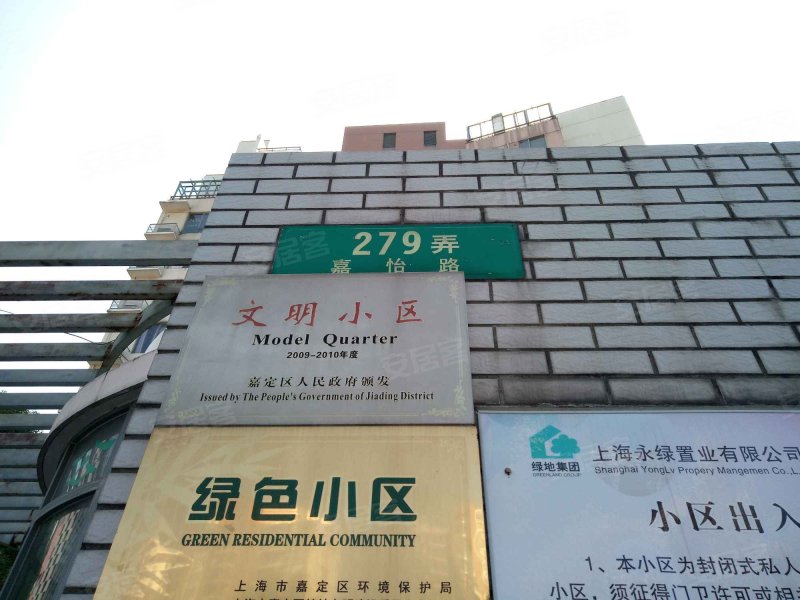 279弄
嘉怡路
文明小区
Model Quarter
2009-2010年度
嘉定区人民政府颁发
Issued by The People's Government of Jiading District
绿色小区
GREEN RESIDENTIAL COMMUNITY
上海市嘉定区环境保护局
绿地集团
GREENLAND GROUP
上海永绿置业有限公司
Shanghai YongLv Propery Mangemen Co.,L
小区出入
1、本小区为封闭式私人
小区，须征得门卫许可或相
安居客